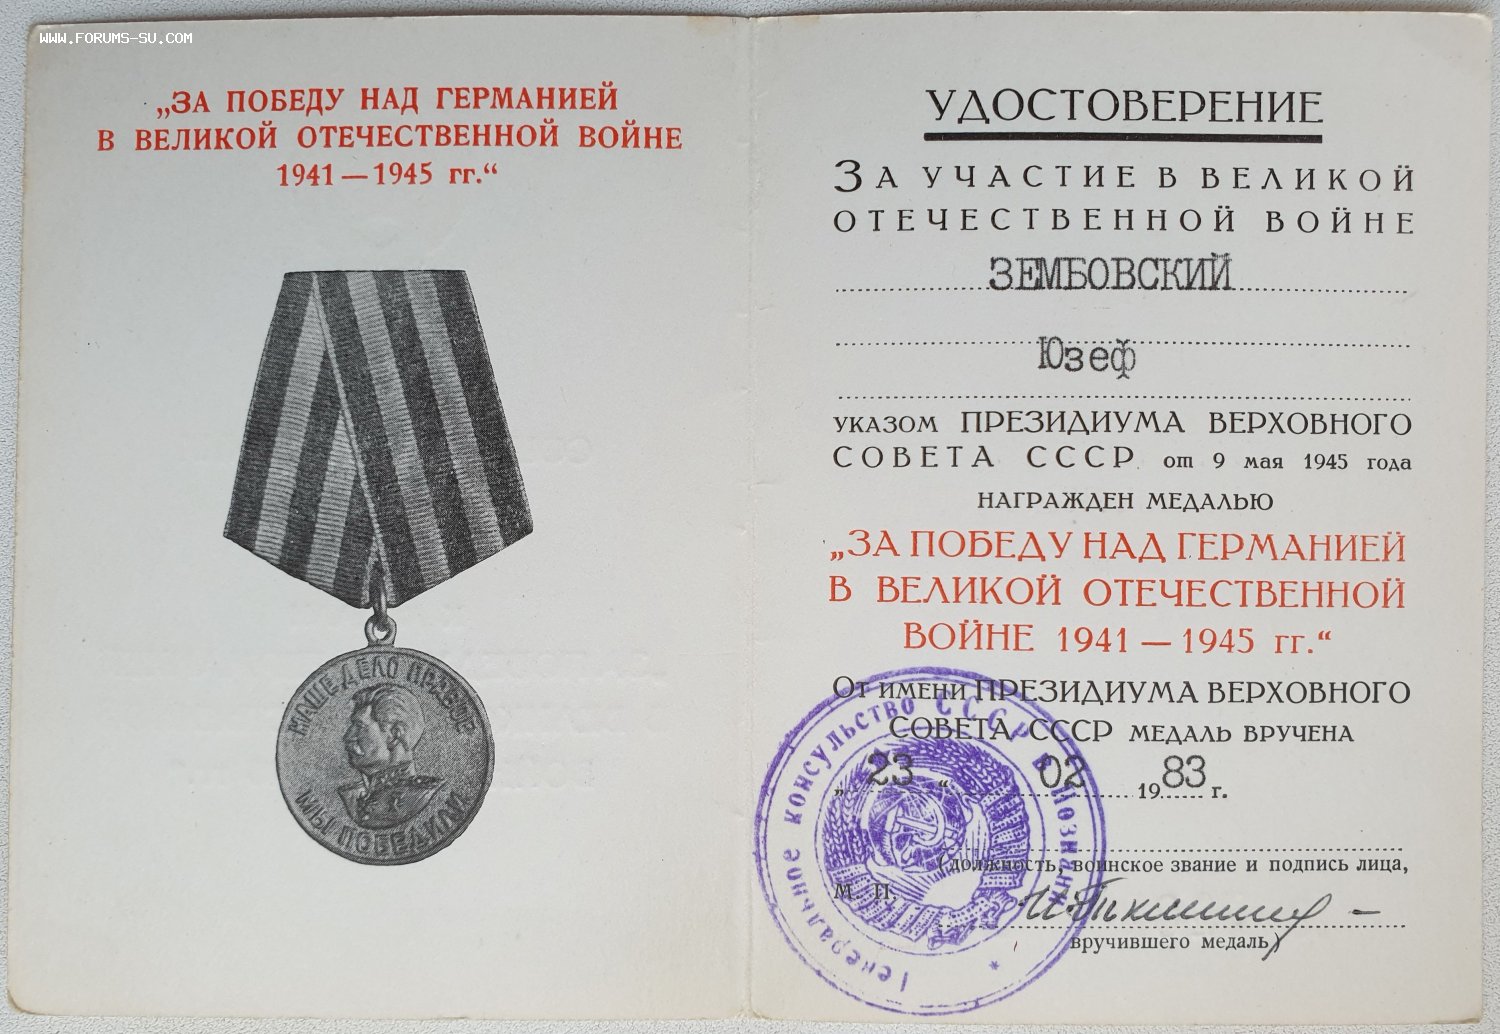 WWW.FORUMS-SU.COM
„ЗА ПОБЕДУ НАД ГЕРМАНИЕЙ
В ВЕЛИКОЙ ОТЕЧЕСТВЕННОЙ ВОЙНЕ
1941 — 1945 гг.“
НАШЕ ДЕЛО ПРАВОЕ
МЫ ПОБЕДИЛИ
УДОСТОВЕРЕНИЕ
ЗА УЧАСТИЕ В ВЕЛИКОЙ
ОТЕЧЕСТВЕННОЙ ВОЙНЕ
ЗЕМБОВСКИЙ
Юзеф
УКАЗОМ ПРЕЗИДИУМА ВЕРХОВНОГО
СОВЕТА СССР от 9 мая 1945 года
НАГРАЖДЕН МЕДАЛЬЮ
„ЗА ПОБЕДУ НАД ГЕРМАНИЕЙ
В ВЕЛИКОЙ ОТЕЧЕСТВЕННОЙ
ВОЙНЕ 1941 — 1945 гг.“
От имени ПРЕЗИДИУМА ВЕРХОВНОГО
СОВЕТА СССР МЕДАЛЬ ВРУЧЕНА
„23“ 02 1983 г.
(должность, воинское звание и подпись лица,
М. П.
вручившего медаль)
Генеральное консульство СССР в Познани